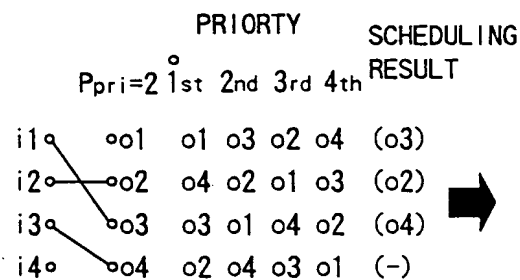 PRIORTY
SCHEDULING
RESULT
Ppri=2 1st 2nd 3rd 4th
i1 o1 o1 o3 o2 o4 (o3)
i2 o2 o4 o2 o1 o3 (o2)
i3 o3 o3 o1 o4 o2 (o4)
i4 o4 o2 o4 o3 o1 (-)